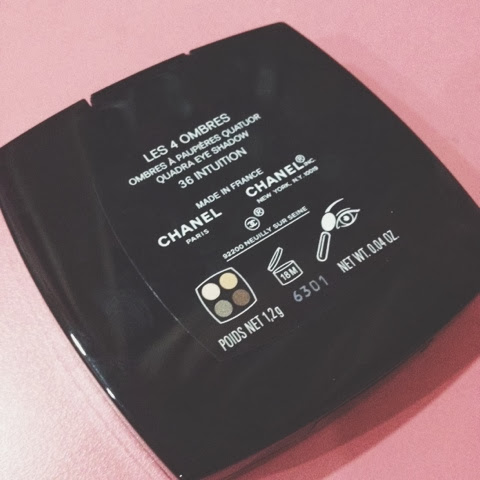 LES 4 OMBRES
OMBRES À PAUPIÈRES QUATUOR
QUADRA EYE SHADOW
36 INTUITION
MADE IN FRANCE
CHANEL
PARIS
CHANEL® INC.
NEW YORK, N.Y. 10019
92200 NEUILLY SUR SEINE
18 M
6301
POIDS NET 1,2g
NET WT. 0.04 OZ.